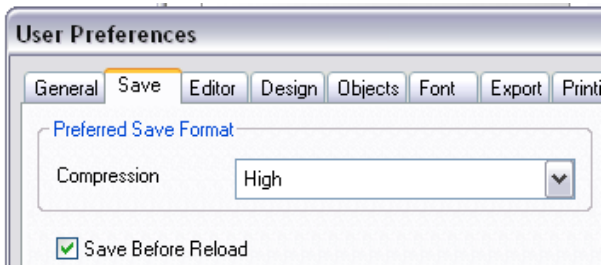 User Preferences
General Save Editor Design Objects Font Export
Preferred Save Format
Compression High
Save Before Reload